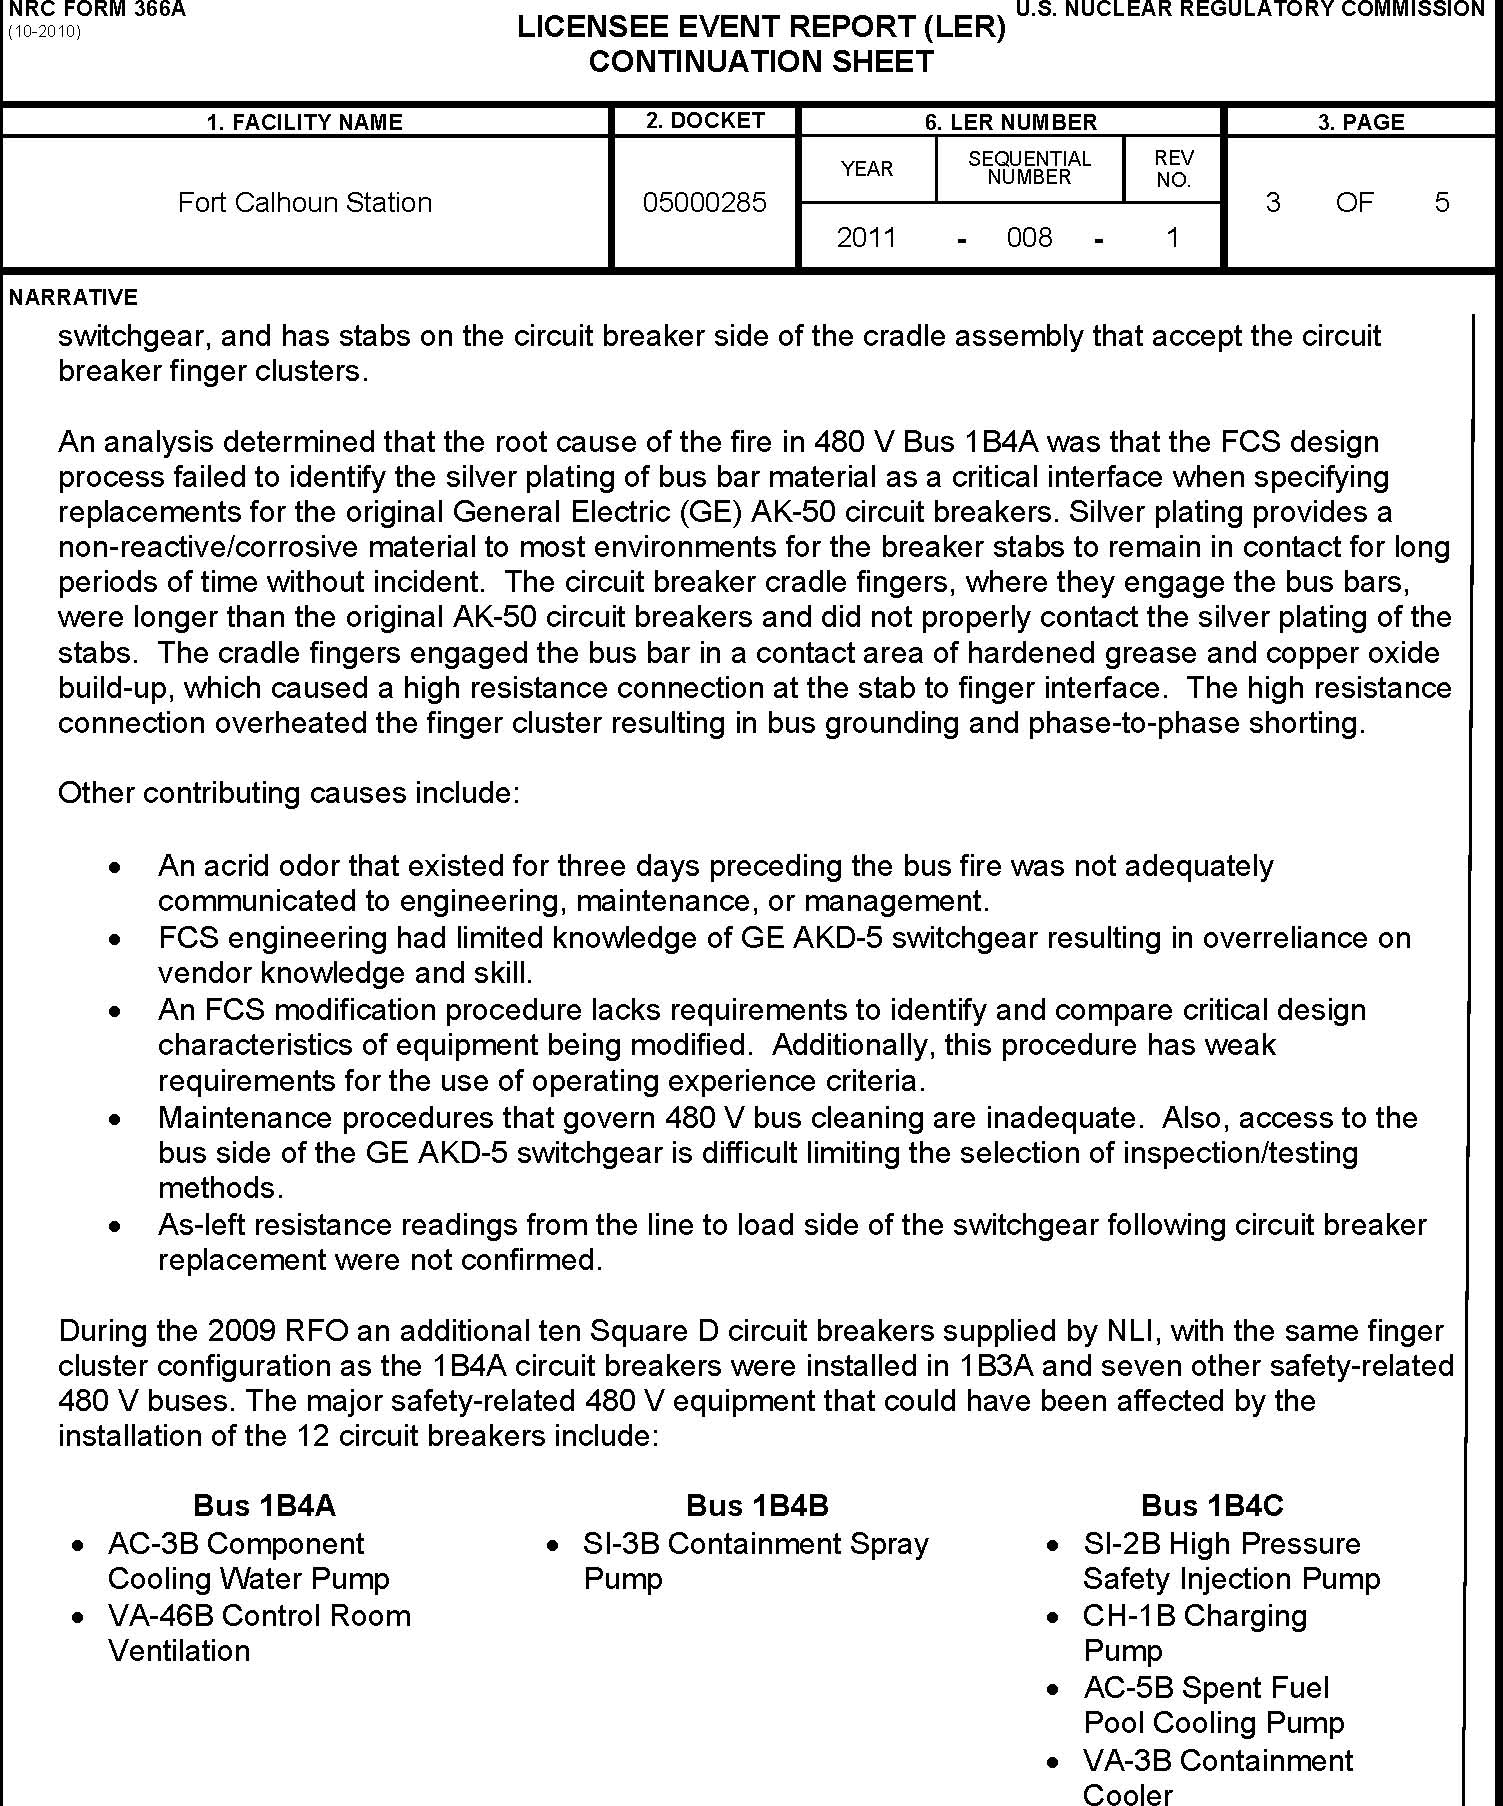 NRC FORM 366A
(10-2010)
U.S. NUCLEAR REGULATORY COMMISSION
LICENSEE EVENT REPORT (LER)
CONTINUATION SHEET
1. FACILITY NAME
2. DOCKET
6. LER NUMBER
3. PAGE
Fort Calhoun Station
05000285
YEAR
SEQUENTIAL
NUMBER
REV
NO.
2011 - 008 - 1
3 OF 5
NARRATIVE
switchgear, and has stabs on the circuit breaker side of the cradle assembly that accept the circuit
breaker finger clusters.
An analysis determined that the root cause of the fire in 480 V Bus 1B4A was that the FCS design
process failed to identify the silver plating of bus bar material as a critical interface when specifying
replacements for the original General Electric (GE) AK-50 circuit breakers. Silver plating provides a
non-reactive/corrosive material to most environments for the breaker stabs to remain in contact for long
periods of time without incident.  The circuit breaker cradle fingers, where they engage the bus bars,
were longer than the original AK-50 circuit breakers and did not properly contact the silver plating of the
stabs.  The cradle fingers engaged the bus bar in a contact area of hardened grease and copper oxide
build-up, which caused a high resistance connection at the stab to finger interface.  The high resistance
connection overheated the finger cluster resulting in bus grounding and phase-to-phase shorting.
Other contributing causes include:
• An acrid odor that existed for three days preceding the bus fire was not adequately
communicated to engineering, maintenance, or management.
• FCS engineering had limited knowledge of GE AKD-5 switchgear resulting in overreliance on
vendor knowledge and skill.
• An FCS modification procedure lacks requirements to identify and compare critical design
characteristics of equipment being modified.  Additionally, this procedure has weak
requirements for the use of operating experience criteria.
• Maintenance procedures that govern 480 V bus cleaning are inadequate.  Also, access to the
bus side of the GE AKD-5 switchgear is difficult limiting the selection of inspection/testing
methods.
• As-left resistance readings from the line to load side of the switchgear following circuit breaker
replacement were not confirmed.
During the 2009 RFO an additional ten Square D circuit breakers supplied by NLI, with the same finger
cluster configuration as the 1B4A circuit breakers were installed in 1B3A and seven other safety-related
480 V buses. The major safety-related 480 V equipment that could have been affected by the
installation of the 12 circuit breakers include:
Bus 1B4A
• AC-3B Component
Cooling Water Pump
• VA-46B Control Room
Ventilation
Bus 1B4B
• SI-3B Containment Spray
Pump
Bus 1B4C
• SI-2B High Pressure
Safety Injection Pump
• CH-1B Charging
Pump
• AC-5B Spent Fuel
Pool Cooling Pump
• VA-3B Containment
Cooler